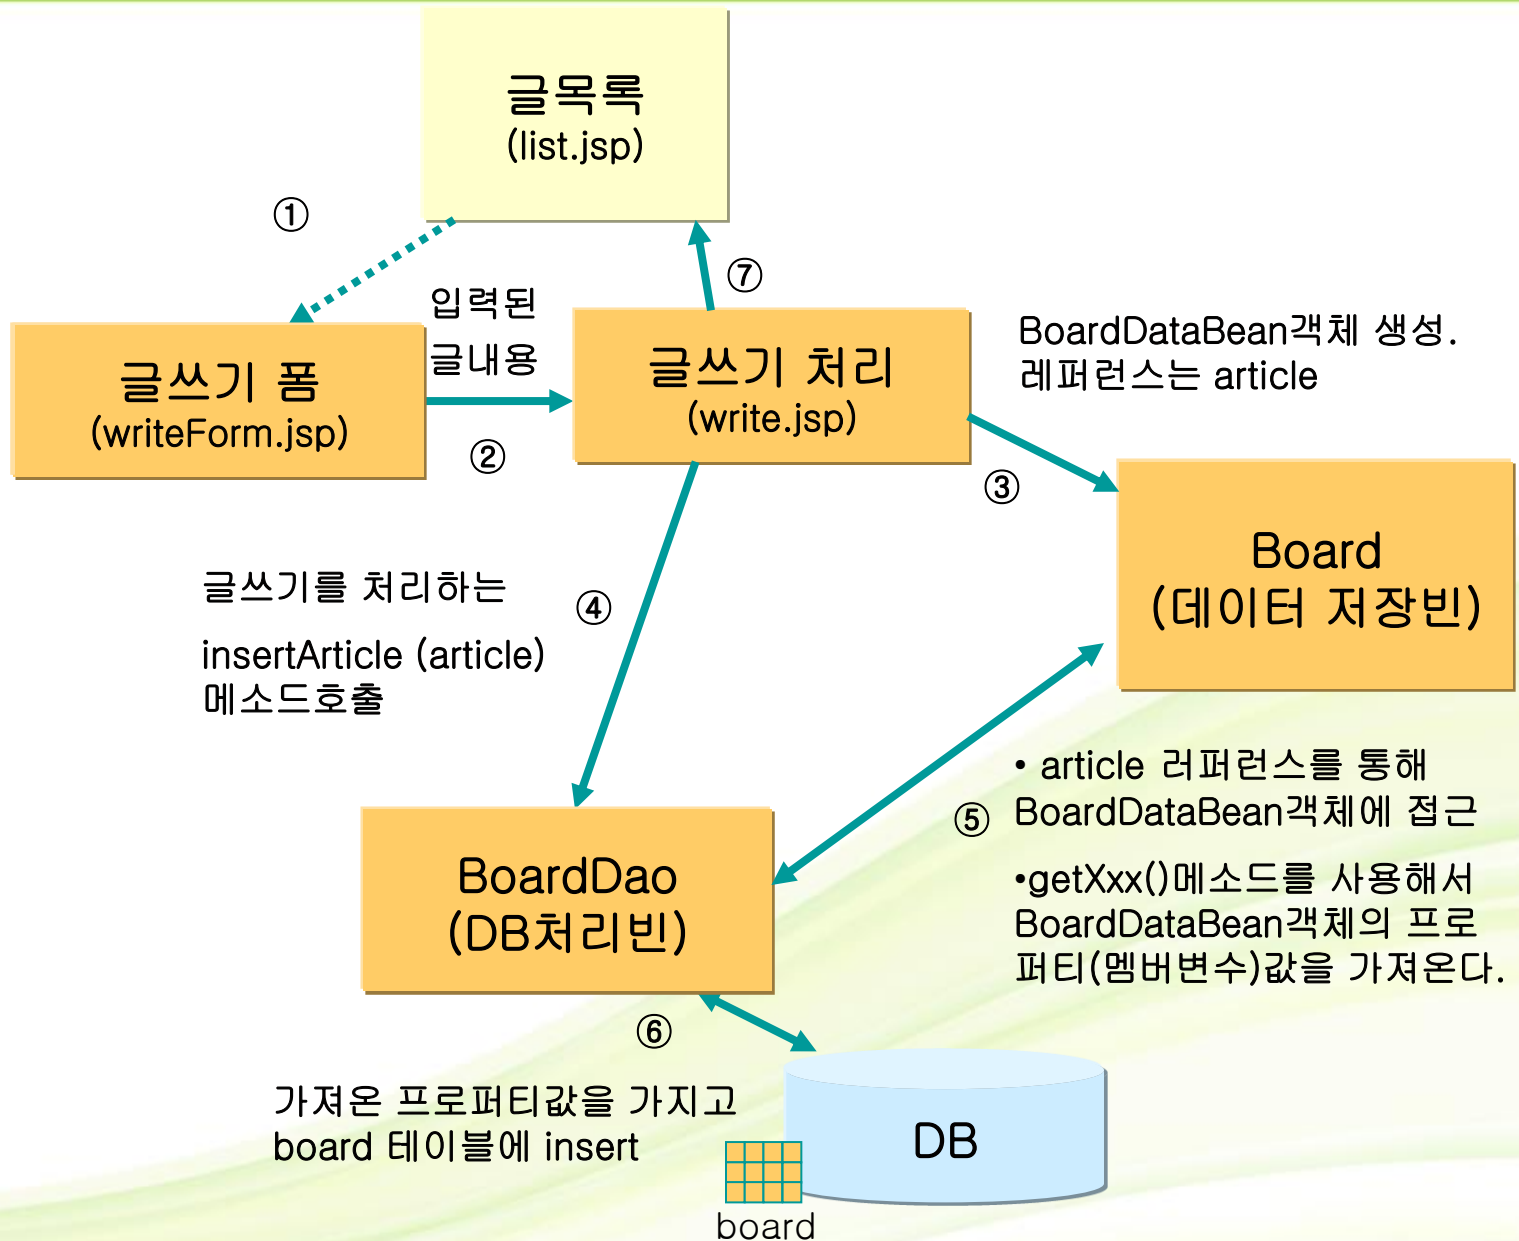 글목록
(list.jsp)
①
⑦
입력된
글내용
글쓰기 폼
(writeForm.jsp)
②
글쓰기 처리
(write.jsp)
BoardDataBean객체 생성.
레퍼런스는 article
③
Board
(데이터 저장빈)
글쓰기를 처리하는
insertArticle (article)
메소드호출
④
⑤
• article 러퍼런스를 통해
BoardDataBean객체에 접근
•getXxx()메소드를 사용해서
BoardDataBean객체의 프로
퍼티(멤버변수)값을 가져온다.
BoardDao
(DB처리빈)
⑥
가져온 프로퍼티값을 가지고
board 테이블에 insert
DB
board